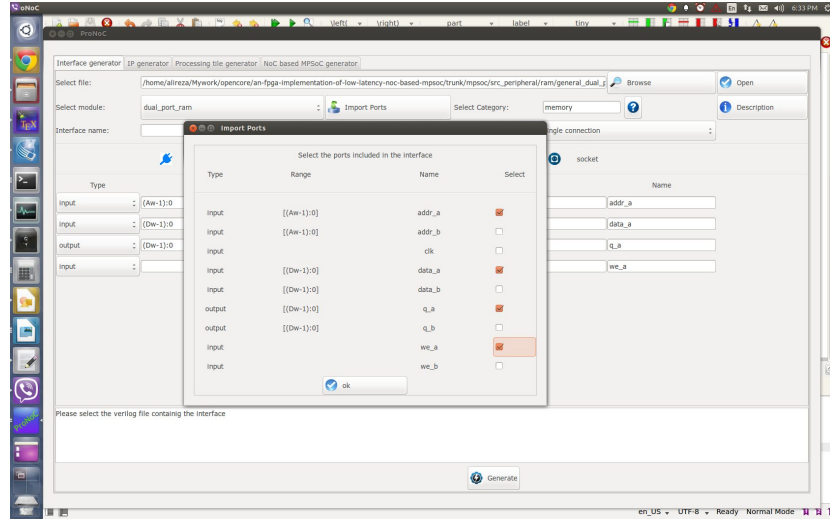 ProNoC
En 6:33 PM
\left( \right) part label tiny
ProNoC
Interface generator IP generator Processing tile generator NoC based MPSoC generator
Select file: /home/alireza/Mywork/opencore/an-fpga-implementation-of-low-latency-noc-based-mpsoc/trunk/mpsoc/src_peripheral/ram/general_dual_p Browse Open
Select module: dual_port_ram Import Ports Select Category: memory Description
Interface name: ngle connection
socket
Type Name
input (Aw-1):0 addr_a
input (Dw-1):0 data_a
output (Dw-1):0 q_a
input we_a
Import Ports
Select the ports included in the interface
Type Range Name Select
input [(Aw-1):0] addr_a
input [(Aw-1):0] addr_b
input clk
input [(Dw-1):0] data_a
input [(Dw-1):0] data_b
output [(Dw-1):0] q_a
output [(Dw-1):0] q_b
input we_a
input we_b
ok
Please select the verilog file containig the interface
Generate
en_US UTF-8 Ready Normal Mode